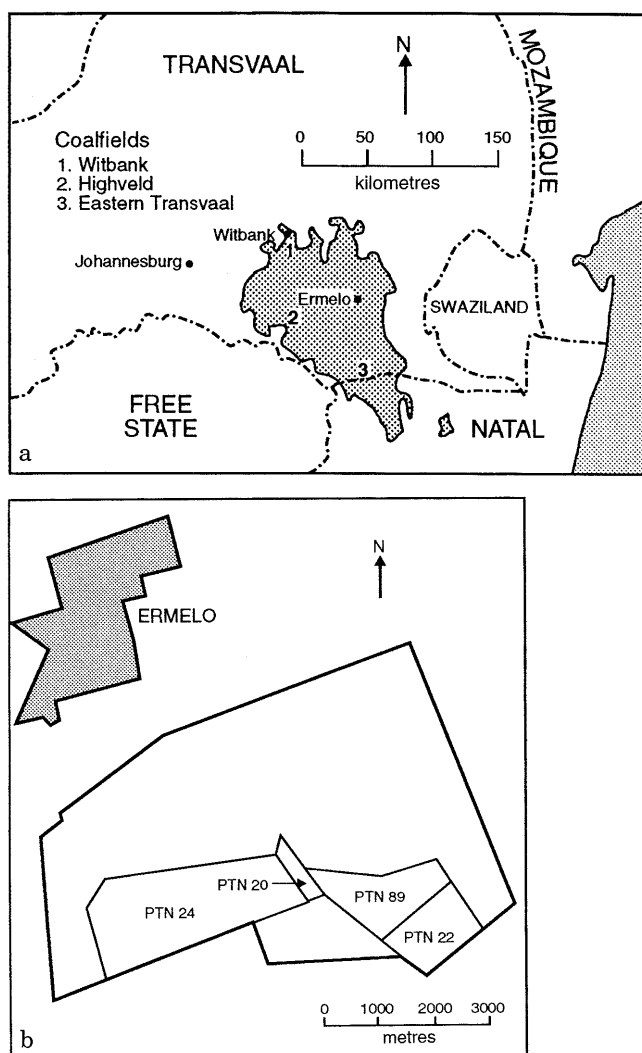 TRANSVAAL
N
MOZAMBIQUE
Coalfields
1. Witbank
2. Highveld
3. Eastern Transvaal
0 50 100 150
kilometres
Witbank
1
Johannesburg
Ermelo
SWAZILAND
2
3
FREE
STATE
NATAL
a
N
ERMELO
PTN 20
PTN 89
PTN 24
PTN 22
0 1000 2000 3000
metres
b